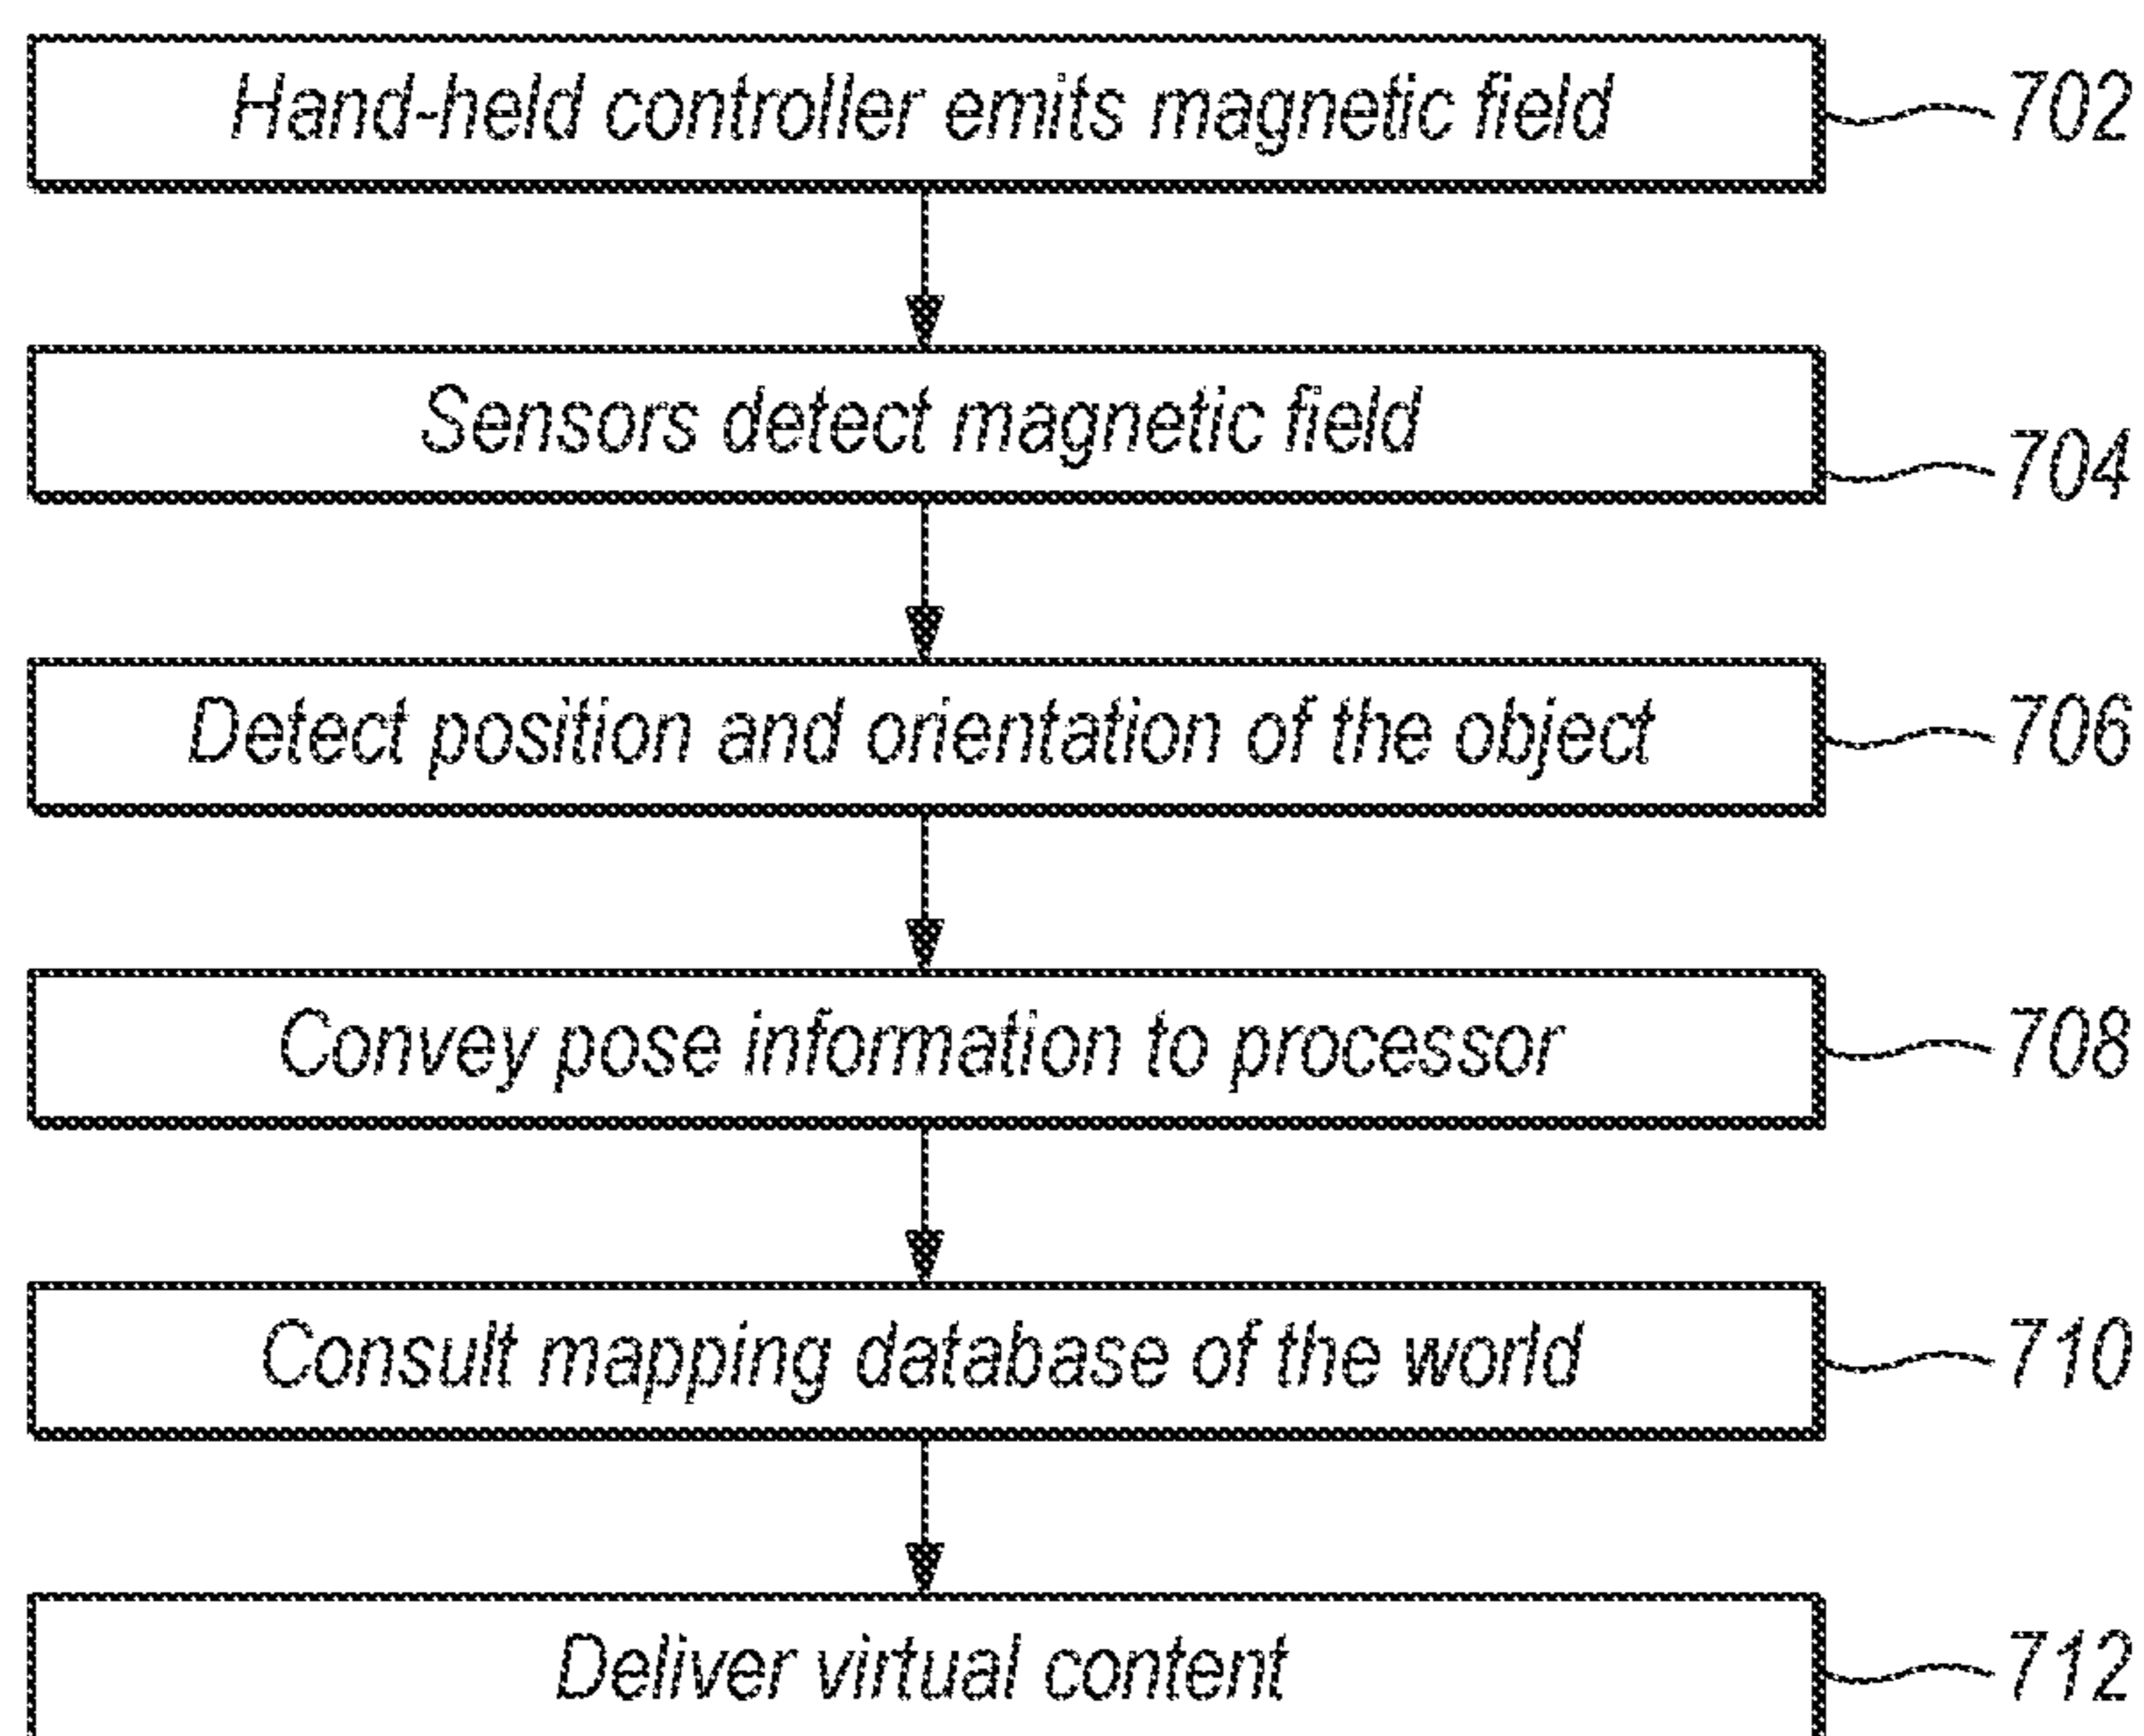 Hand-held controller emits magnetic field 702
Sensors detect magnetic field 704
Detect position and orientation of the object 706
Convey pose information to processor 708
Consult mapping database of the world 710
Deliver virtual content 712